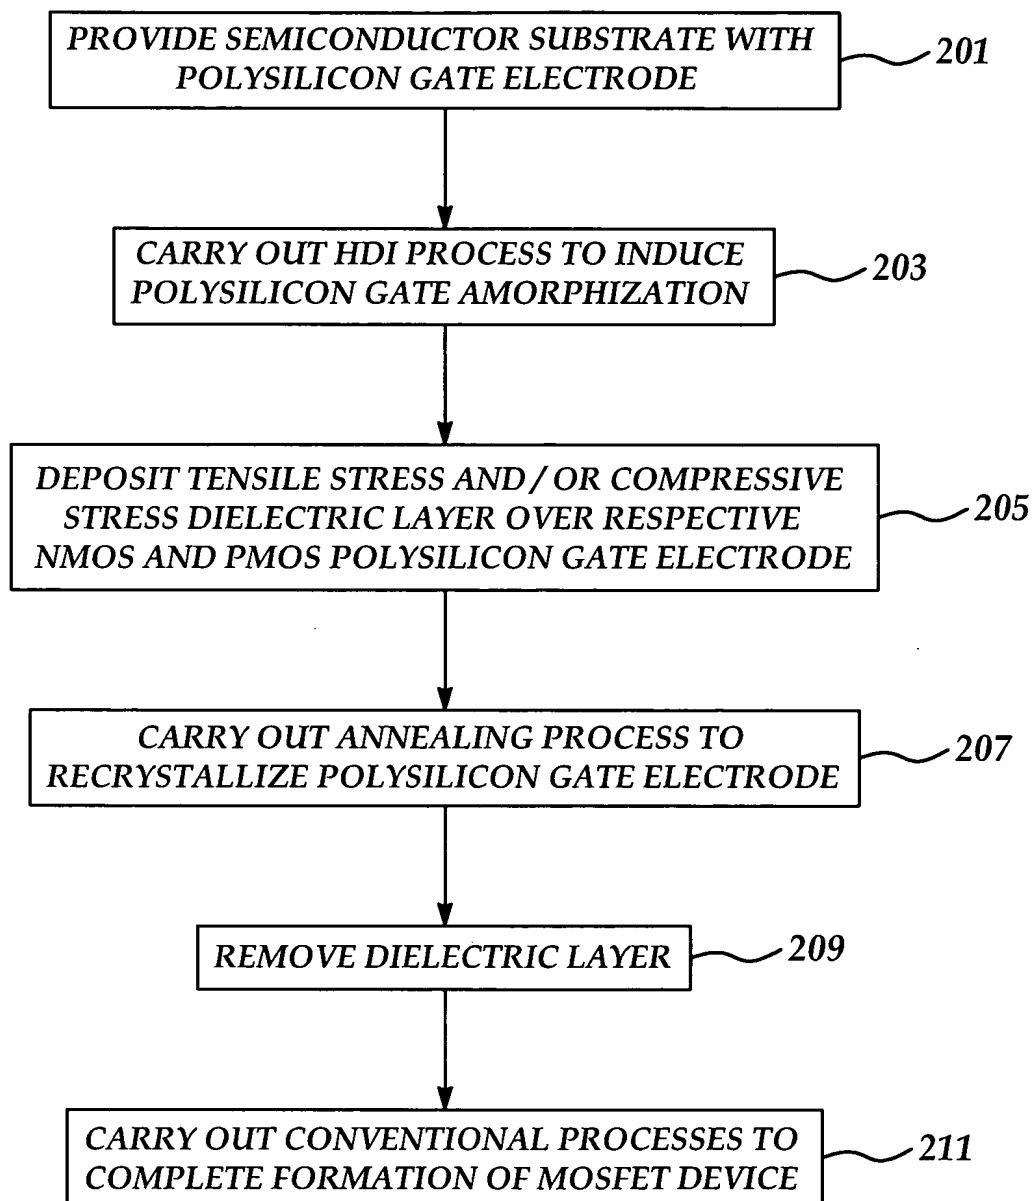 PROVIDE SEMICONDUCTOR SUBSTRATE WITH
POLYSILICON GATE ELECTRODE
201
CARRY OUT HDI PROCESS TO INDUCE
POLYSILICON GATE AMORPHIZATION
203
DEPOSIT TENSILE STRESS AND / OR COMPRESSIVE
STRESS DIELECTRIC LAYER OVER RESPECTIVE
NMOS AND PMOS POLYSILICON GATE ELECTRODE
205
CARRY OUT ANNEALING PROCESS TO
RECRYSTALLIZE POLYSILICON GATE ELECTRODE
207
REMOVE DIELECTRIC LAYER
209
CARRY OUT CONVENTIONAL PROCESSES TO
COMPLETE FORMATION OF MOSFET DEVICE
211